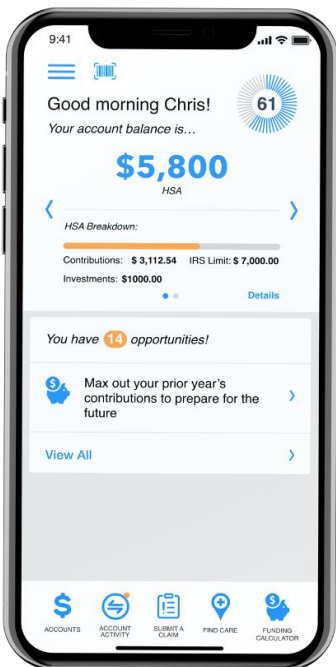 9:41
Good morning Chris!
61
Your account balance is...
$5,800
HSA
HSA Breakdown:
Contributions: $ 3,112.54 IRS Limit: $ 7,000.00
Investments: $1000.00
Details
You have 14 opportunities!
Max out your prior year's
contributions to prepare for the
future
View All
ACCOUNTS
ACCOUNT
ACTIVITY
SUBMIT A
CLAIM
FIND CARE
FUNDING
CALCULATOR